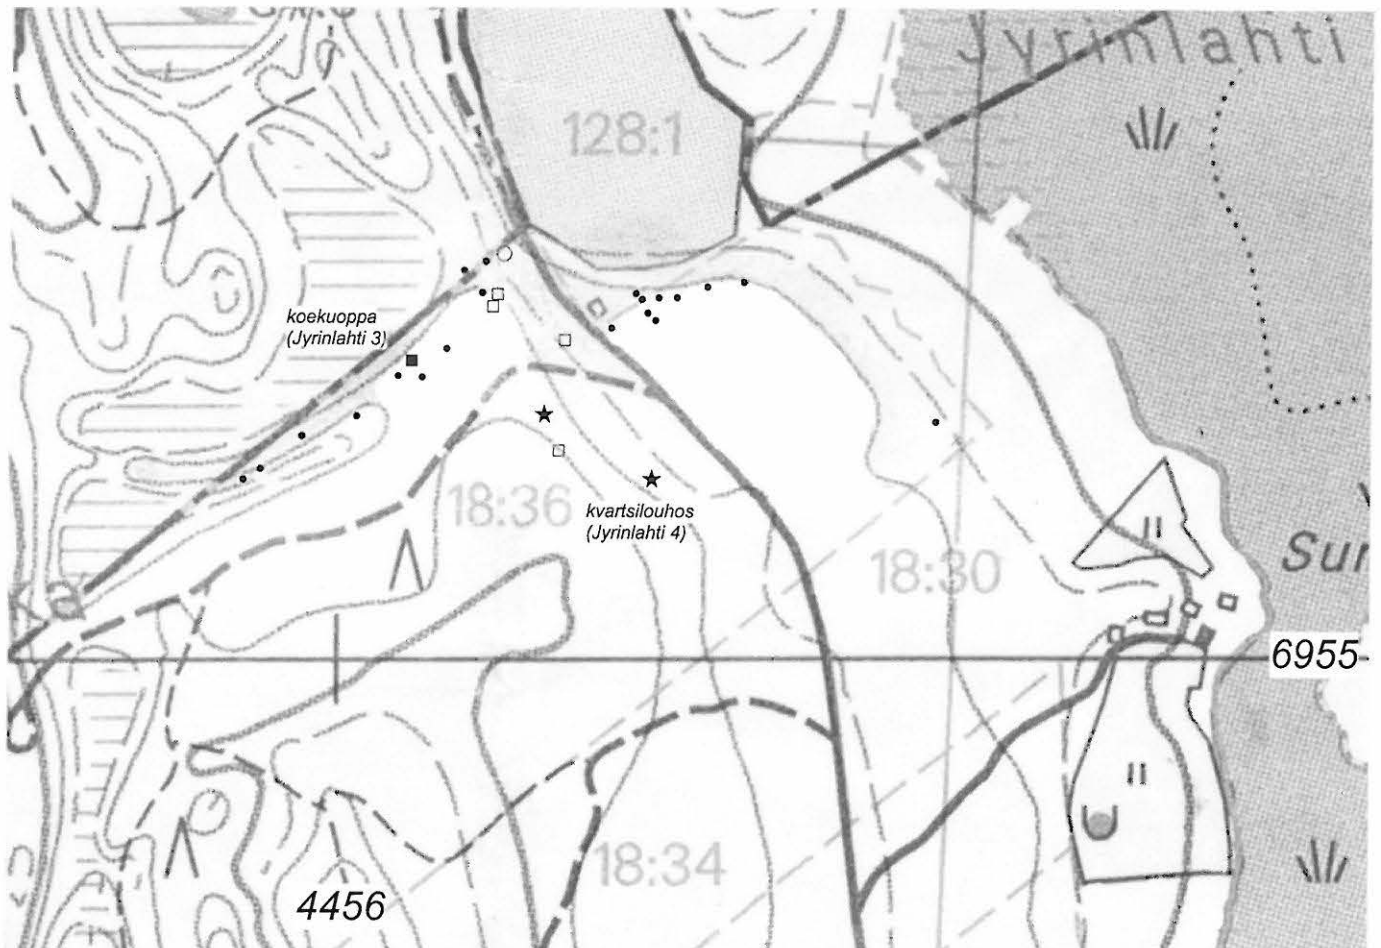 Jyrinlahti
128:1
koekuoppa
(Jyrinlahti 3)
18:36
kvartsilouhos
(Jyrinlahti 4)
18:30
Sur
6955
18:34
4456